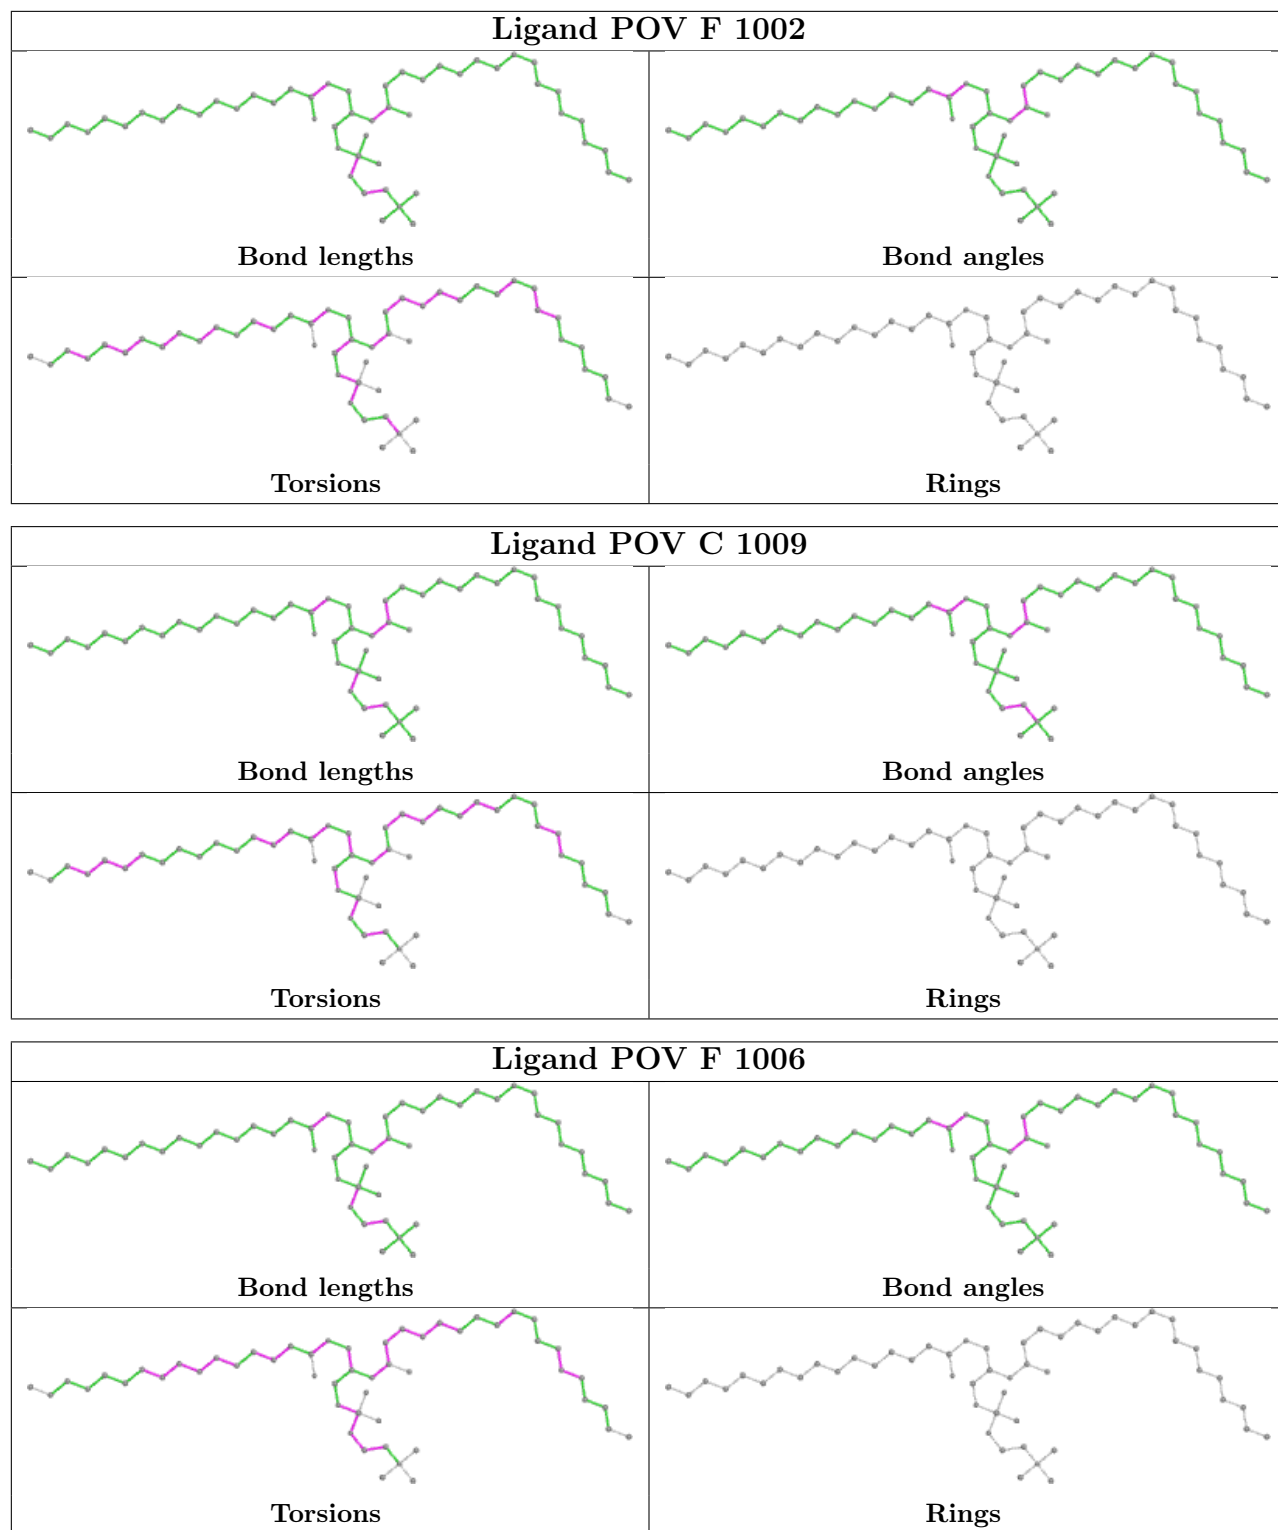 Ligand POV F 1002
Bond lengths
Bond angles
Torsions
Rings
Ligand POV C 1009
Bond lengths
Bond angles
Torsions
Rings
Ligand POV F 1006
Bond lengths
Bond angles
Torsions
Rings